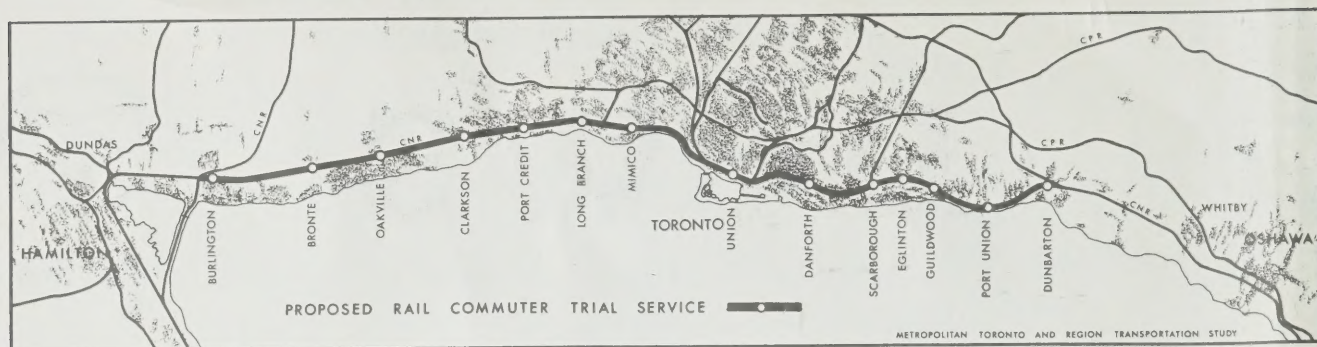 DUNDAS
HAMILTON
CNR
BURLINGTON
BRONTE
OAKVILLE
CNR
CLARKSON
PORT CREDIT
LONG BRANCH
MIMICO
TORONTO
UNION
DANFORTH
SCARBOROUGH
EGLINTON
GUILDWOOD
PORT UNION
DUNBARTON
CPR
CPR
CNR
WHITBY
OSHAWA
PROPOSED RAIL COMMUTER TRIAL SERVICE
METROPOLITAN TORONTO AND REGION TRANSPORTATION STUDY